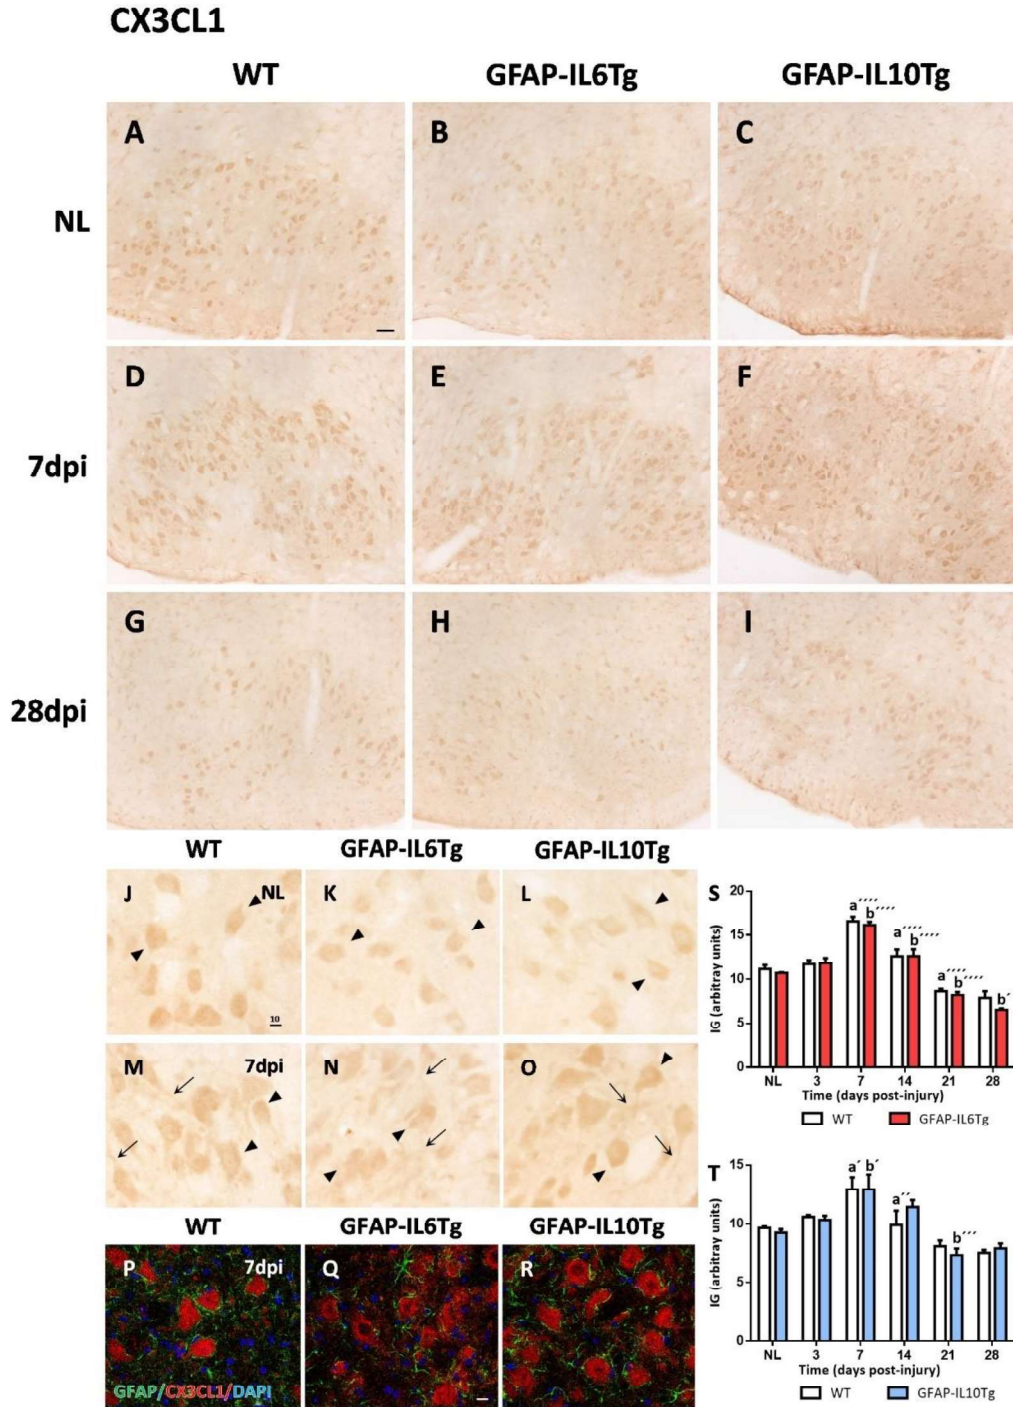 CX3CL1
WT GFAP-IL6Tg GFAP-IL10Tg
NL
A B C
7dpi
D E F
28dpi
G H I
WT GFAP-IL6Tg GFAP-IL10Tg
J NL K L
10
M 7dpi N O
WT GFAP-IL6Tg GFAP-IL10Tg
P 7dpi Q R
GFAP/CX3CL1/DAPI
S
IG (arbitray units)
20
15
10
5
0
a´´´´ b´´´´ a´´´´ b´´´´ a´´´´ b´´´´ b´
NL 3 7 14 21 28
Time (days post-injury)
WT GFAP-IL6Tg
T
IG (arbitray units)
15
10
5
0
a´ b´ a´´ b´´´
NL 3 7 14 21 28
Time (days post-injury)
WT GFAP-IL10Tg